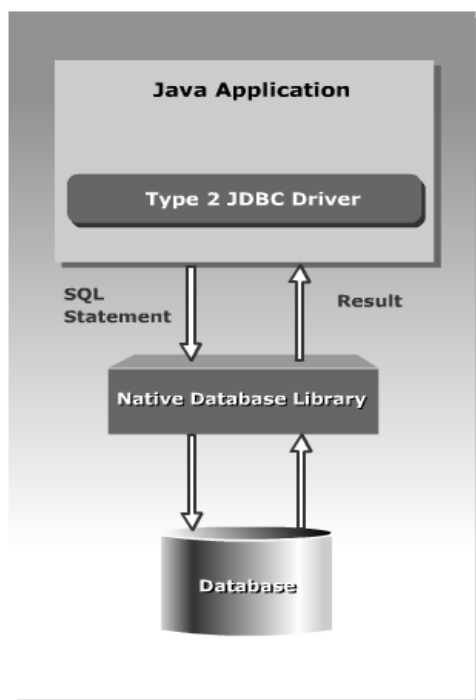 Java Application
Type 2 JDBC Driver
SQL
Statement
Result
Native Database Library
Database